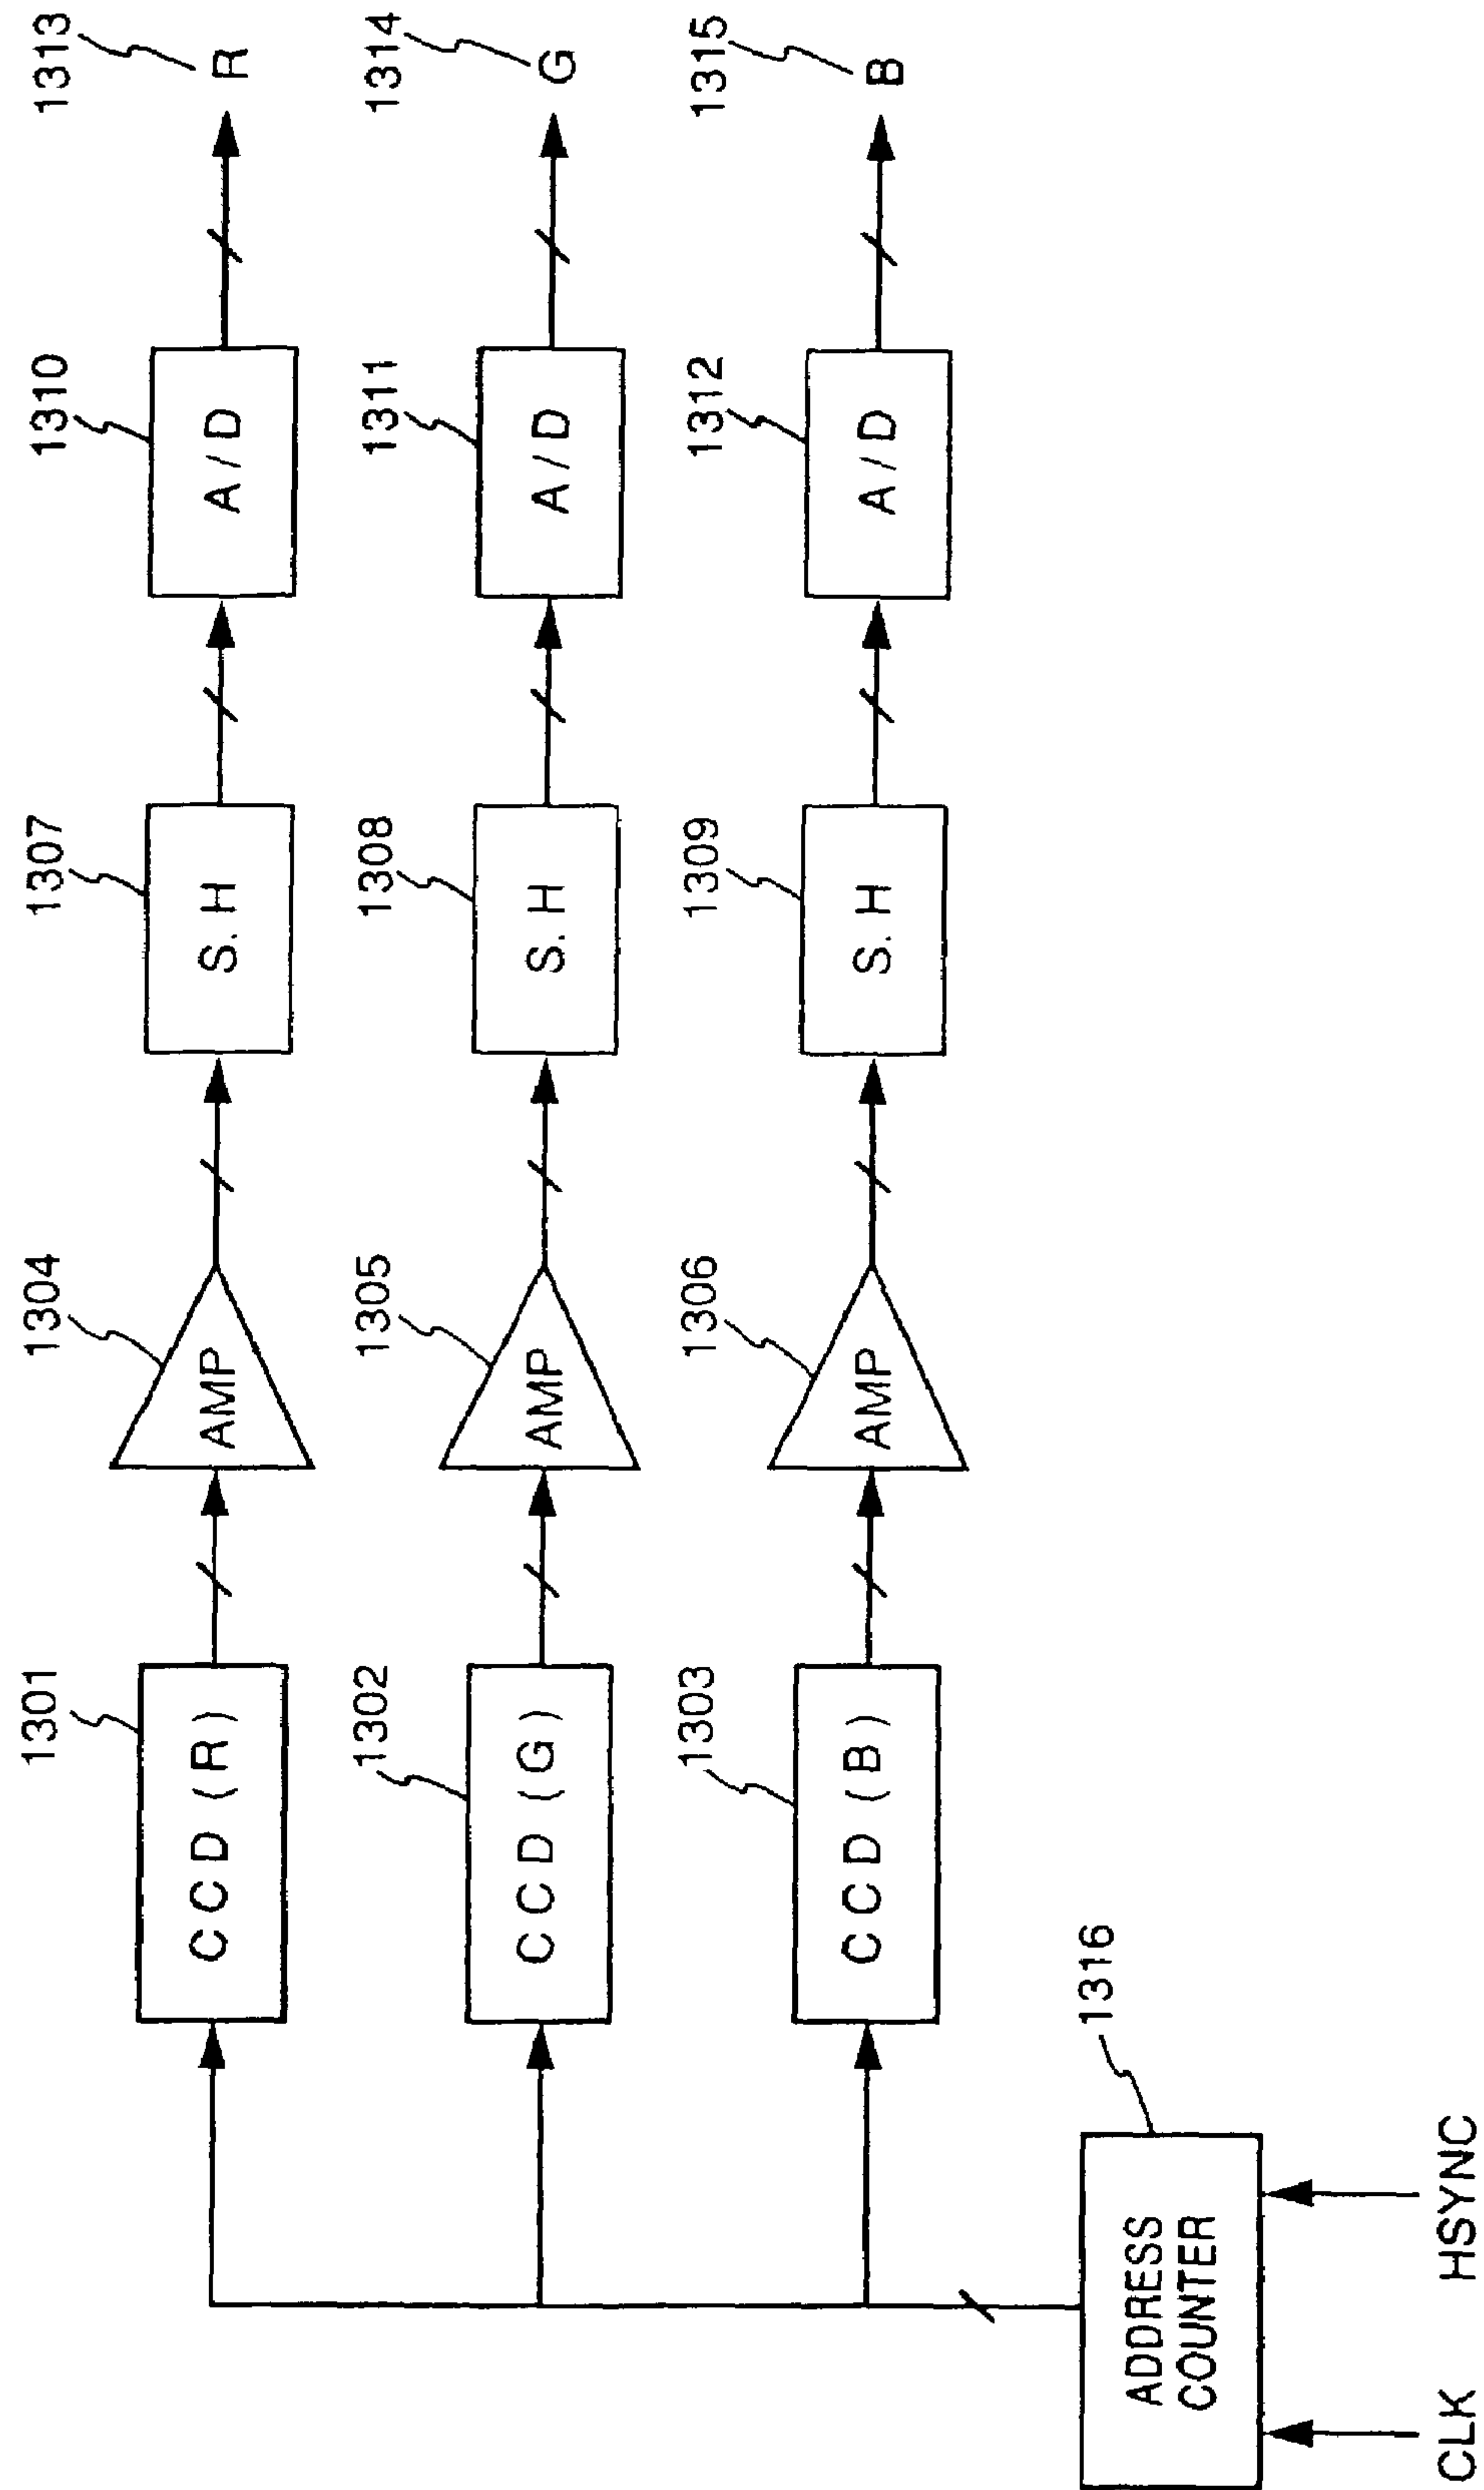 1301
CCD (R)
1304
AMP
1307
S. H
1310
A/D
1313
R
1302
CCD (G)
1305
AMP
1308
S. H
1311
A/D
1314
G
1303
CCD (B)
1306
AMP
1309
S. H
1312
A/D
1315
B
1316
ADDRESS
COUNTER
CLK
HSYNC